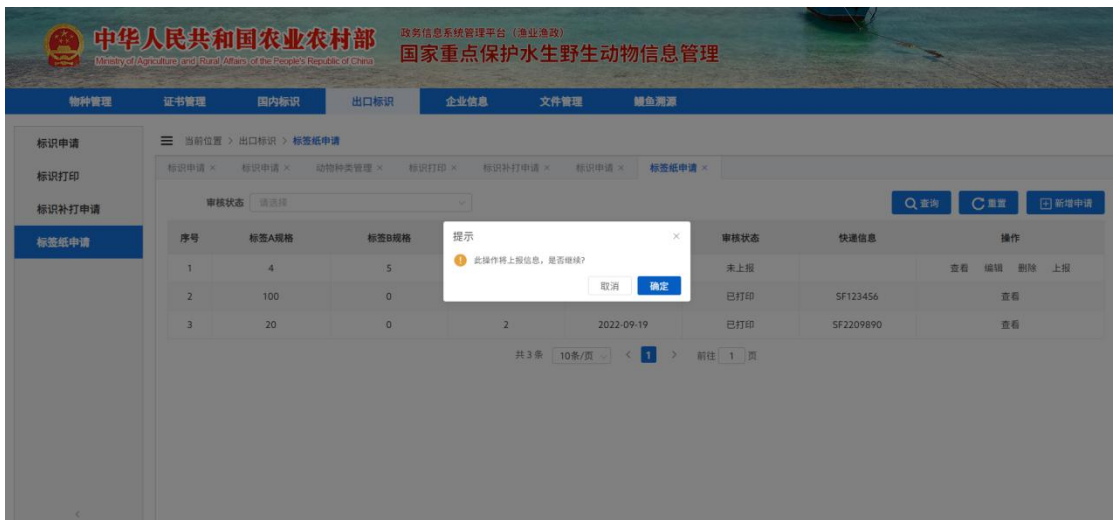 中华人民共和国农业农村部
Ministry of Agriculture and Rural Affairs of the People's Republic of China
政务信息系统管理平台（渔业渔政）
国家重点保护水生野生动物信息管理
物种管理 证书管理 国内标识 出口标识 企业信息 文件管理 鳗鱼溯源
标识申请
标识打印
标识补打申请
标签纸申请
当前位置 > 出口标识 > 标签纸申请
标识申请 × 标识申请 × 动物种类管理 × 标识打印 × 标识补打申请 × 标识申请 × 标签纸申请 ×
审核状态 请选择 查询 重置 新增申请
序号 标签A规格 标签B规格 审核状态 快递信息 操作
1 4 5 未上报 查看 编辑 删除 上报
2 100 0 已打印 SF123456 查看
3 20 0 2 2022-09-19 已打印 SF2209890 查看
提示 ×
此操作将上报信息，是否继续?
取消 确定
共 3 条 10条/页 < 1 > 前往 1 页